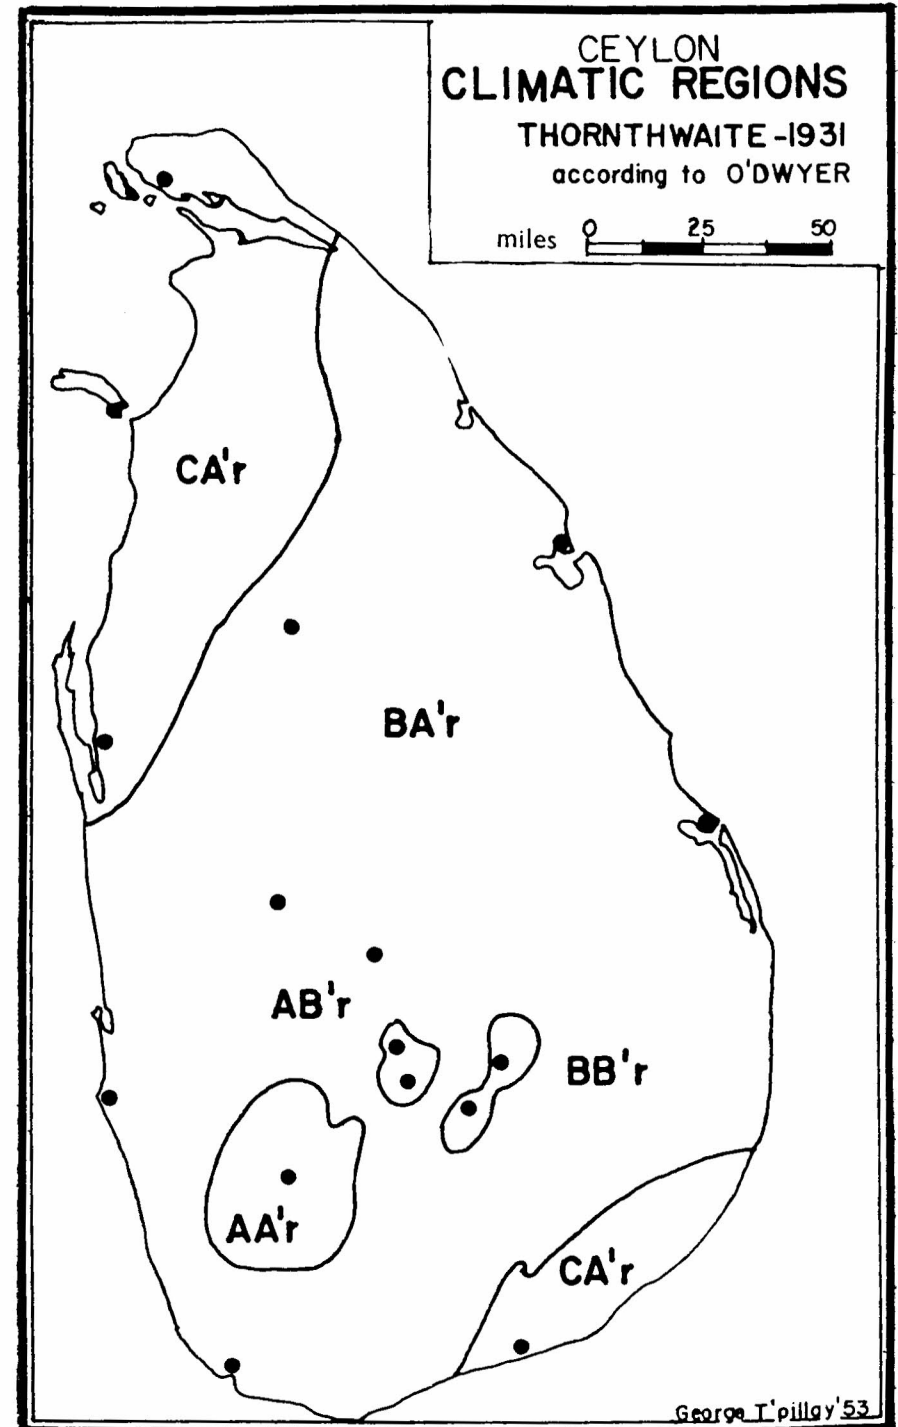 CEYLON
CLIMATIC REGIONS
THORNTHWAITE-1931
according to O'DWYER
miles 0 25 50
CA'r
BA'r
AB'r
BB'r
AA'r
CA'r
George T'pillay'53